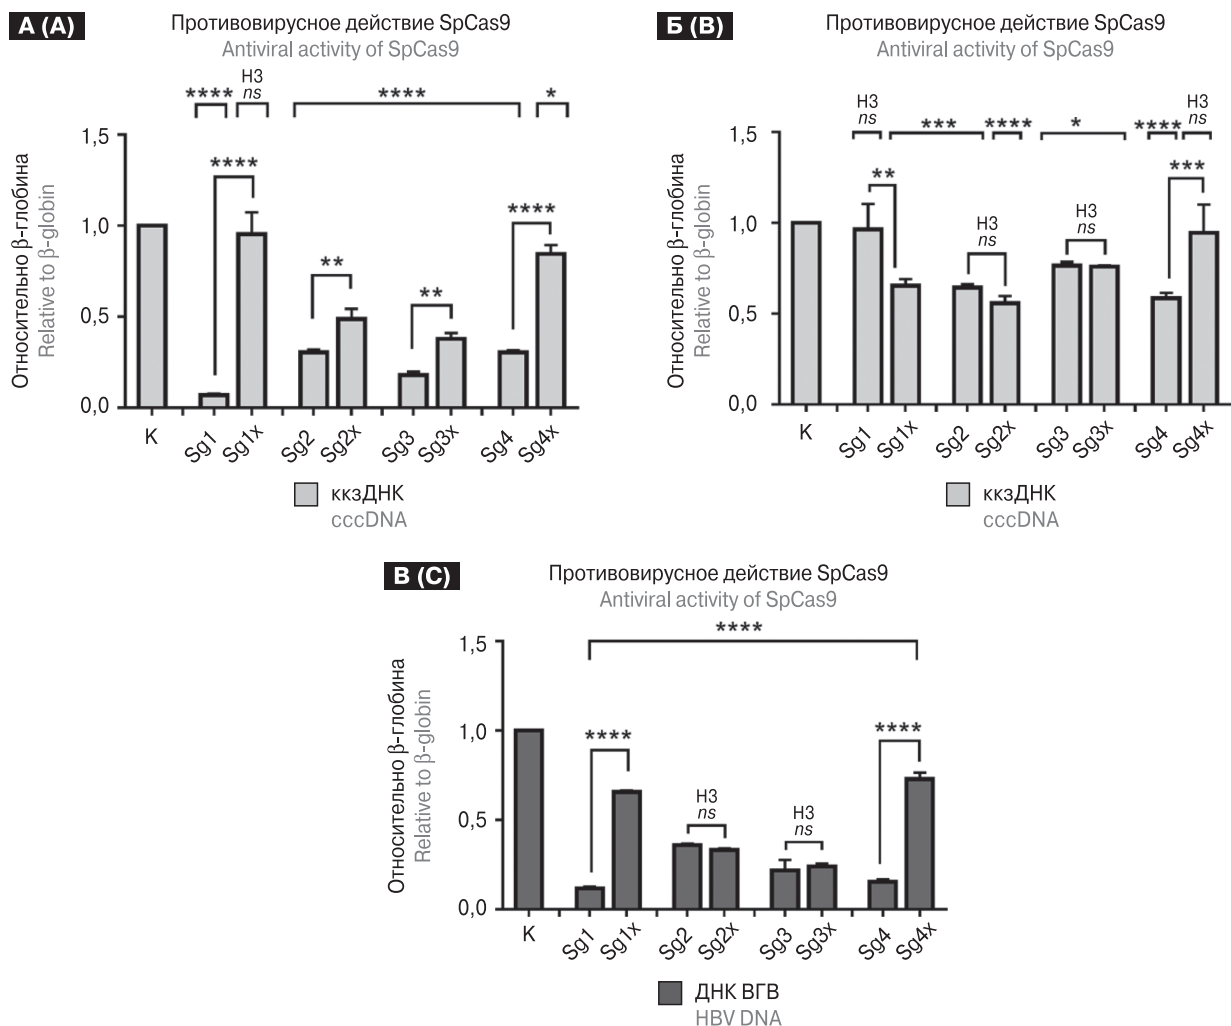 А (A)
Противовирусное действие SpCas9
Antiviral activity of SpCas9
Относительно β-глобина
Relative to β-globin
****
НЗ
ns
****
*
****
**
**
****
1,5
1,0
0,5
0,0
K
Sg1
Sg1x
Sg2
Sg2x
Sg3
Sg3x
Sg4
Sg4x
ккзДНК
cccDNA
Б (B)
Противовирусное действие SpCas9
Antiviral activity of SpCas9
Относительно β-глобина
Relative to β-globin
НЗ
ns
***
****
*
****
НЗ
ns
**
НЗ
ns
НЗ
ns
***
1,5
1,0
0,5
0,0
K
Sg1
Sg1x
Sg2
Sg2x
Sg3
Sg3x
Sg4
Sg4x
ккзДНК
cccDNA
В (C)
Противовирусное действие SpCas9
Antiviral activity of SpCas9
Относительно β-глобина
Relative to β-globin
****
****
НЗ
ns
НЗ
ns
****
1,5
1,0
0,5
0,0
K
Sg1
Sg1x
Sg2
Sg2x
Sg3
Sg3x
Sg4
Sg4x
ДНК ВГВ
HBV DNA